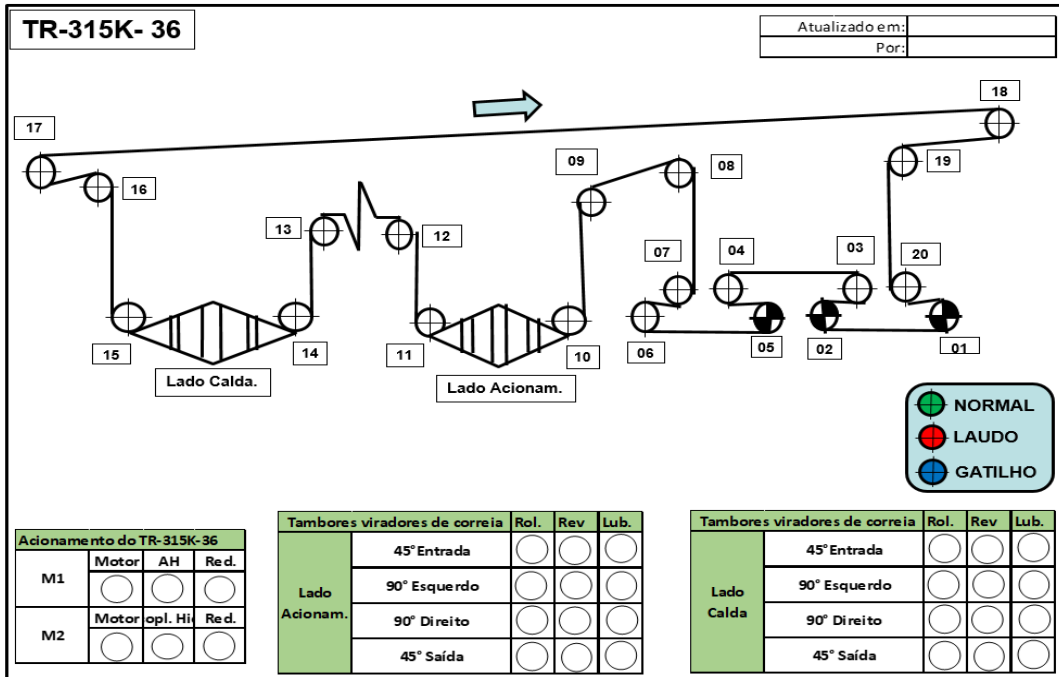 TR-315K- 36
Atualizado em:
Por:
18
17
19
09
08
16
13
12
07
04
03
20
15
14
11
10
06
05
02
01
Lado Calda.
Lado Acionam.
NORMAL
LAUDO
GATILHO
Acionamento do TR-315K-36
Motor AH Red.
M1
Motor opl. Hi Red.
M2
Tambores viradores de correia Rol. Rev Lub.
Lado Acionam.
45° Entrada
90° Esquerdo
90° Direito
45° Saída
Tambores viradores de correia Rol. Rev Lub.
Lado Calda
45° Entrada
90° Esquerdo
90° Direito
45° Saída